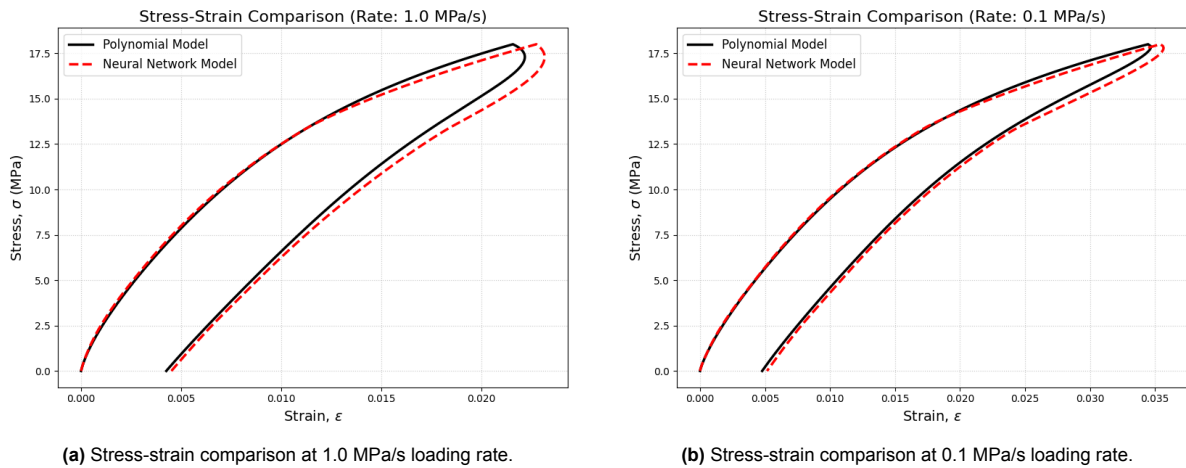 Stress-Strain Comparison (Rate: 1.0 MPa/s)
Polynomial Model
Neural Network Model
Stress, σ (MPa)
17.5
15.0
12.5
10.0
7.5
5.0
2.5
0.0
0.000
0.005
0.010
0.015
0.020
Strain, ε
(a) Stress-strain comparison at 1.0 MPa/s loading rate.
Stress-Strain Comparison (Rate: 0.1 MPa/s)
Polynomial Model
Neural Network Model
Stress, σ (MPa)
17.5
15.0
12.5
10.0
7.5
5.0
2.5
0.0
0.000
0.005
0.010
0.015
0.020
0.025
0.030
0.035
Strain, ε
(b) Stress-strain comparison at 0.1 MPa/s loading rate.